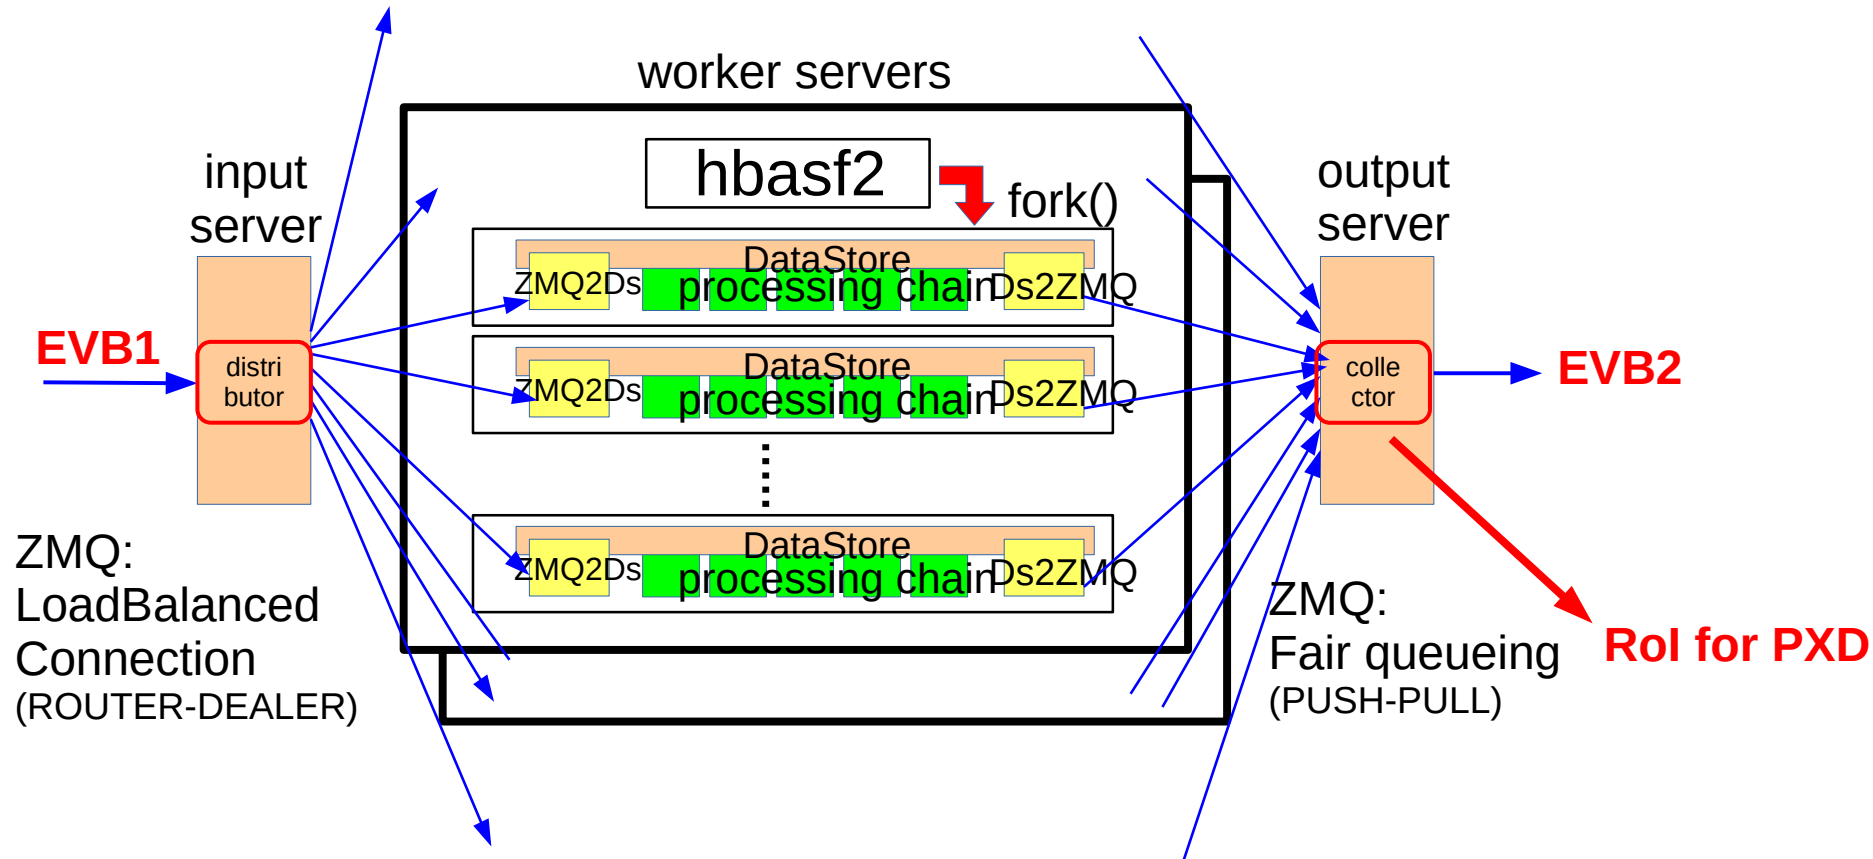 worker servers
input
server
hbasf2
fork()
output
server
DataStore
ZMQ2Ds
processing chain
Ds2ZMQ
EVB1
distri
butor
DataStore
ZMQ2Ds
processing chain
Ds2ZMQ
colle
ctor
EVB2
DataStore
ZMQ2Ds
processing chain
Ds2ZMQ
ZMQ:
LoadBalanced
Connection
(ROUTER-DEALER)
ZMQ:
Fair queueing
(PUSH-PULL)
RoI for PXD